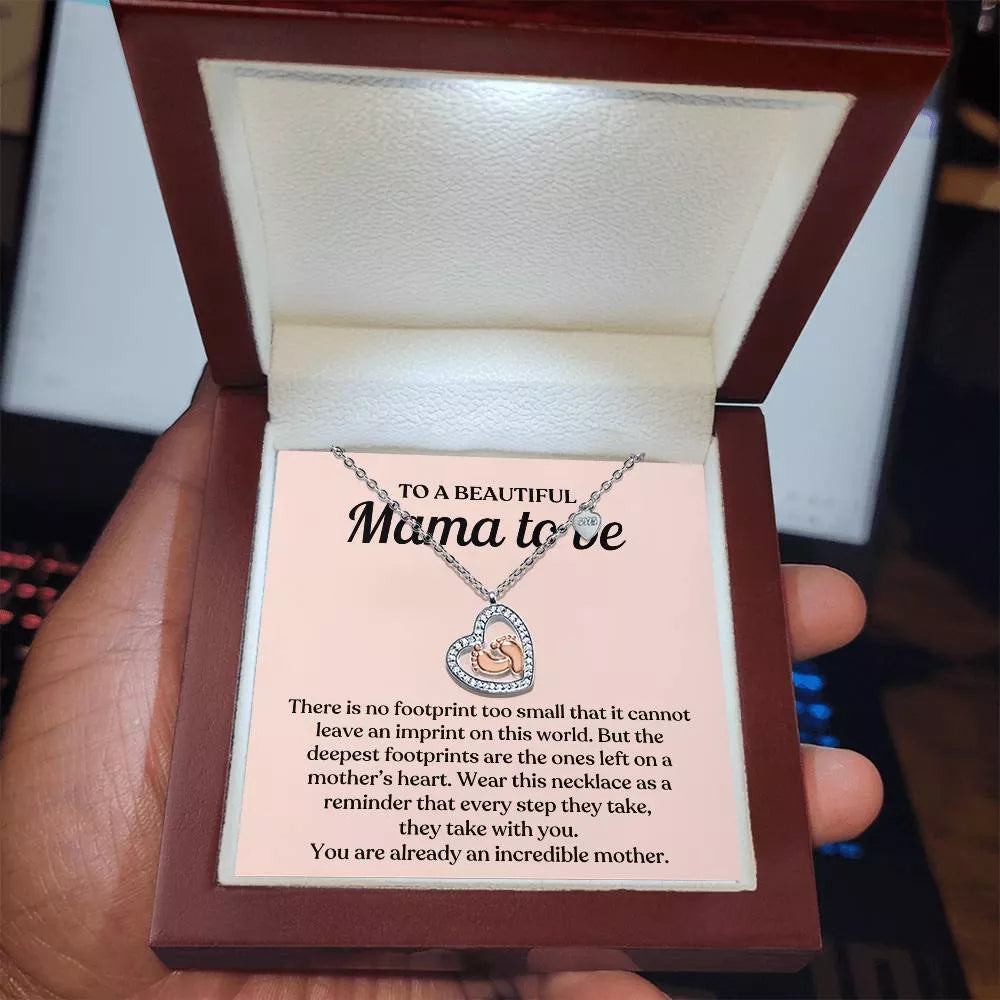 TO A BEAUTIFUL
Mama to be
There is no footprint too small that it cannot
leave an imprint on this world. But the
deepest footprints are the ones left on a
mother’s heart. Wear this necklace as a
reminder that every step they take,
they take with you.
You are already an incredible mother.